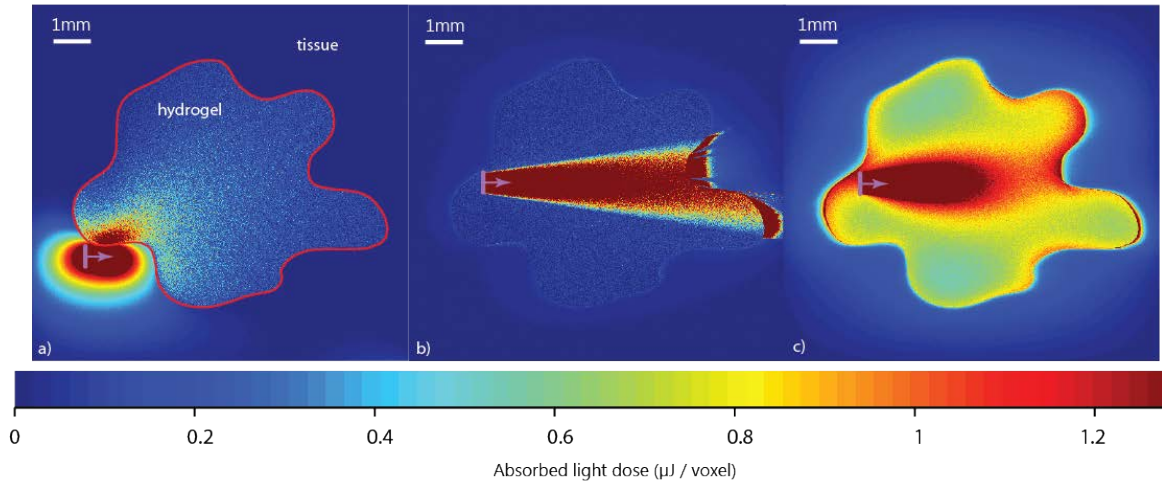 1mm
tissue
hydrogel
a)
1mm
b)
1mm
c)
0 0.2 0.4 0.6 0.8 1 1.2
Absorbed light dose (µJ / voxel)